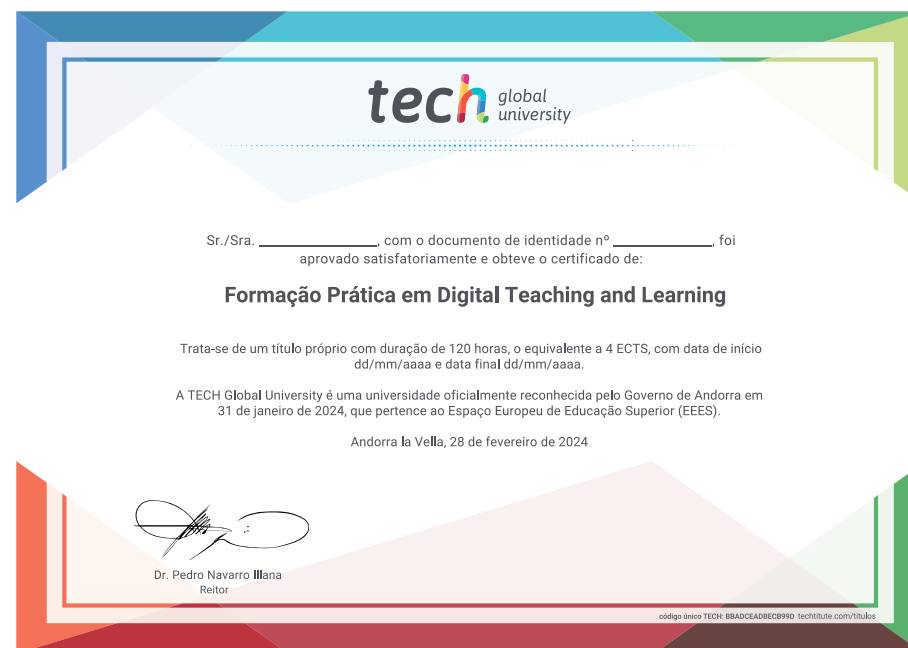 tech global university
Sr./Sra. ________________, com o documento de identidade nº ______________, foi
aprovado satisfatoriamente e obteve o certificado de:
Formação Prática em Digital Teaching and Learning
Trata-se de um título próprio com duração de 120 horas, o equivalente a 4 ECTS, com data de início
dd/mm/aaaa e data final dd/mm/aaaa.
A TECH Global University é uma universidade oficialmente reconhecida pelo Governo de Andorra em
31 de janeiro de 2024, que pertence ao Espaço Europeu de Educação Superior (EEES).
Andorra la Vella, 28 de fevereiro de 2024
Dr. Pedro Navarro Illana
Reitor
código único TECH: BBADCEADBECB99D techtitute.com/titulos